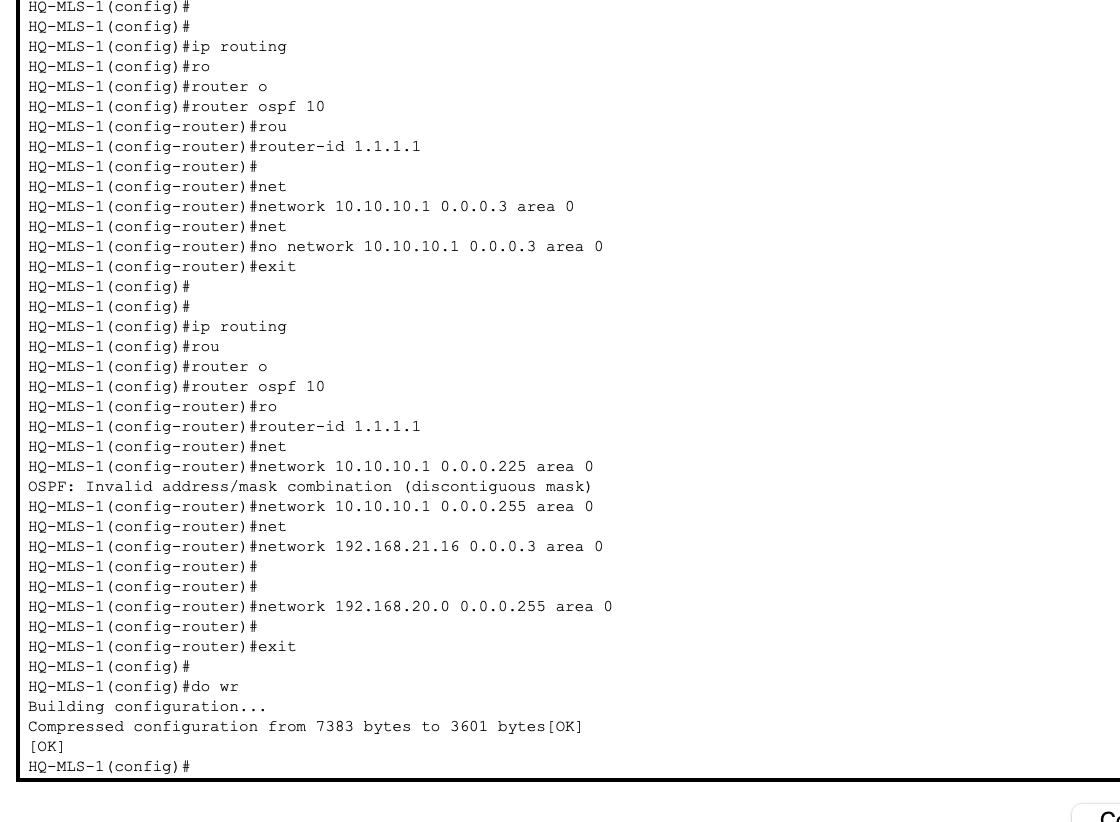 HQ-MLS-1(config)#
HQ-MLS-1(config)#
HQ-MLS-1(config)#ip routing
HQ-MLS-1(config)#ro
HQ-MLS-1(config)#router o
HQ-MLS-1(config)#router ospf 10
HQ-MLS-1(config-router)#rou
HQ-MLS-1(config-router)#router-id 1.1.1.1
HQ-MLS-1(config-router)#
HQ-MLS-1(config-router)#net
HQ-MLS-1(config-router)#network 10.10.10.1 0.0.0.3 area 0
HQ-MLS-1(config-router)#net
HQ-MLS-1(config-router)#no network 10.10.10.1 0.0.0.3 area 0
HQ-MLS-1(config-router)#exit
HQ-MLS-1(config)#
HQ-MLS-1(config)#
HQ-MLS-1(config)#ip routing
HQ-MLS-1(config)#rou
HQ-MLS-1(config)#router o
HQ-MLS-1(config)#router ospf 10
HQ-MLS-1(config-router)#ro
HQ-MLS-1(config-router)#router-id 1.1.1.1
HQ-MLS-1(config-router)#net
HQ-MLS-1(config-router)#network 10.10.10.1 0.0.0.225 area 0
OSPF: Invalid address/mask combination (discontiguous mask)
HQ-MLS-1(config-router)#network 10.10.10.1 0.0.0.255 area 0
HQ-MLS-1(config-router)#net
HQ-MLS-1(config-router)#network 192.168.21.16 0.0.0.3 area 0
HQ-MLS-1(config-router)#
HQ-MLS-1(config-router)#
HQ-MLS-1(config-router)#network 192.168.20.0 0.0.0.255 area 0
HQ-MLS-1(config-router)#
HQ-MLS-1(config-router)#exit
HQ-MLS-1(config)#
HQ-MLS-1(config)#do wr
Building configuration...
Compressed configuration from 7383 bytes to 3601 bytes[OK]
[OK]
HQ-MLS-1(config)#